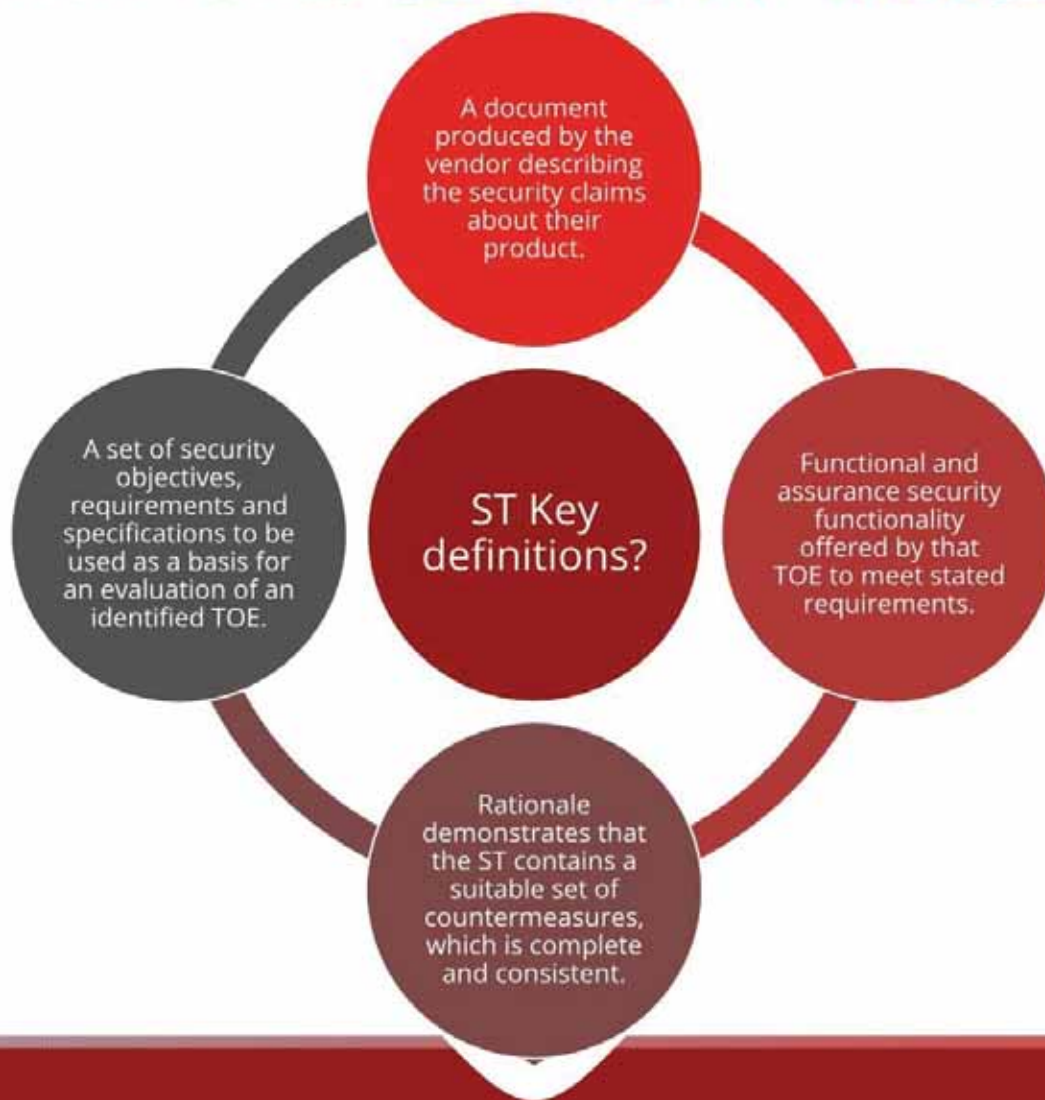 A document
produced by the
vendor describing
the security claims
about their
product.
A set of security
objectives,
requirements and
specifications to be
used as a basis for
an evaluation of an
identified TOE.
ST Key
definitions?
Functional and
assurance security
functionality
offered by that
TOE to meet stated
requirements.
Rationale
demonstrates that
the ST contains a
suitable set of
countermeasures,
which is complete
and consistent.